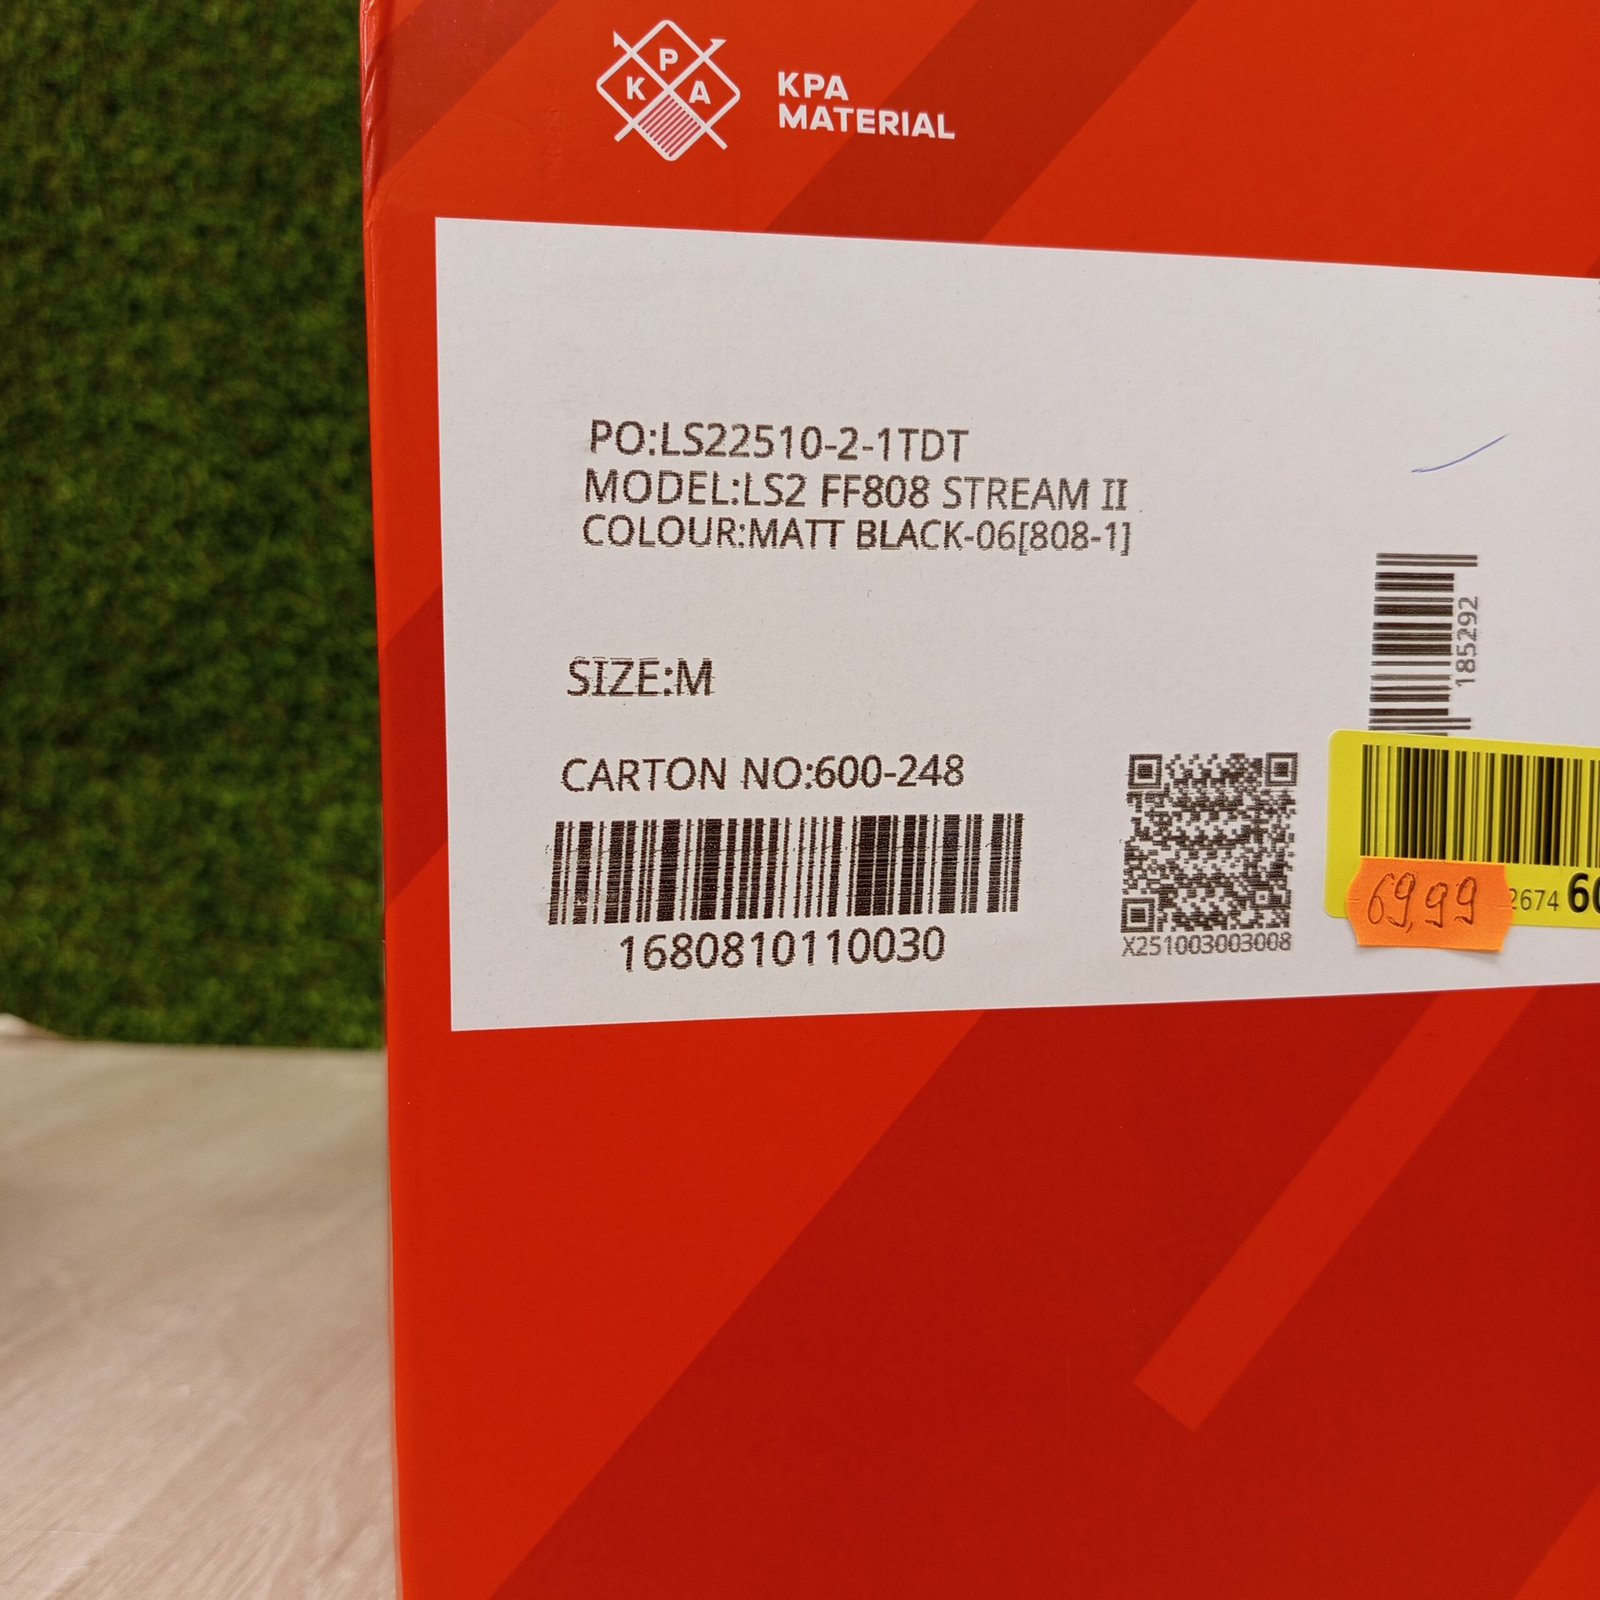 K P A
KPA
MATERIAL
PO:LS22510-2-1TDT
MODEL:LS2 FF808 STREAM II
COLOUR:MATT BLACK-06[808-1]
SIZE:M
CARTON NO:600-248
1680810110030
X251003003008
185292
69,99
2674